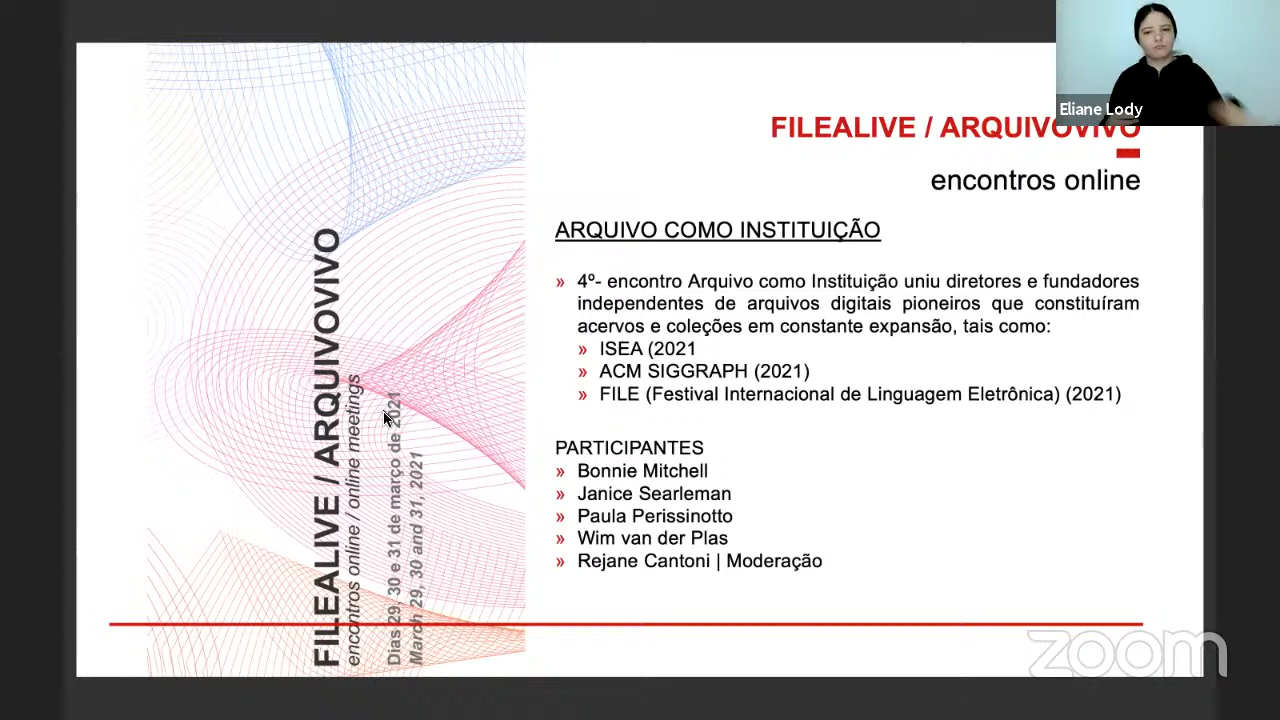 Eliane Lody
FILEALIVE / ARQUIVOVIVO
encontros online
ARQUIVO COMO INSTITUIÇÃO
» 4º- encontro Arquivo como Instituição uniu diretores e fundadores
independentes de arquivos digitais pioneiros que constituíram
acervos e coleções em constante expansão, tais como:
» ISEA (2021
» ACM SIGGRAPH (2021)
» FILE (Festival Internacional de Linguagem Eletrônica) (2021)
PARTICIPANTES
» Bonnie Mitchell
» Janice Searleman
» Paula Perissinotto
» Wim van der Plas
» Rejane Cantoni | Moderação
FILEALIVE / ARQUIVOVIVO
encontros online / online meetings
Dias 29, 30 e 31 de março de 2021
March 29, 30 and 31, 2021
zoom